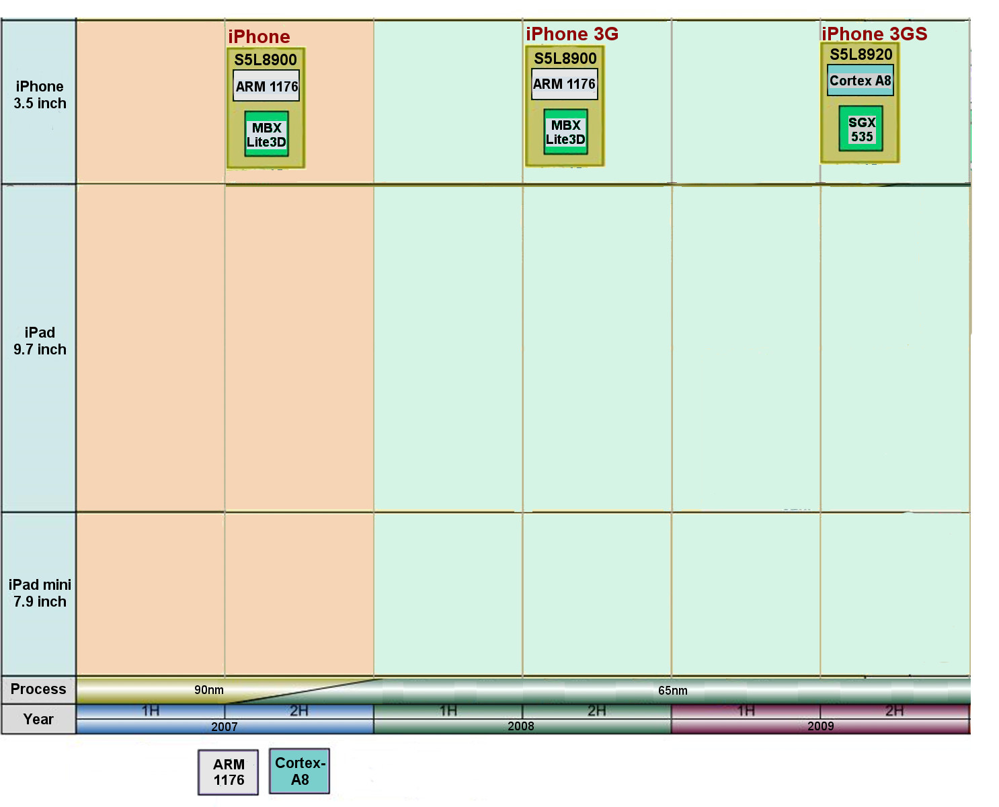 iPhone
iPhone 3G
iPhone 3GS
S5L8900
ARM 1176
MBX
Lite3D
S5L8900
ARM 1176
MBX
Lite3D
S5L8920
Cortex A8
SGX
535
iPhone
3.5 inch
iPad
9.7 inch
iPad mini
7.9 inch
Process
90nm
65nm
Year
1H
2H
1H
2H
1H
2H
2007
2008
2009
ARM
1176
Cortex-
A8